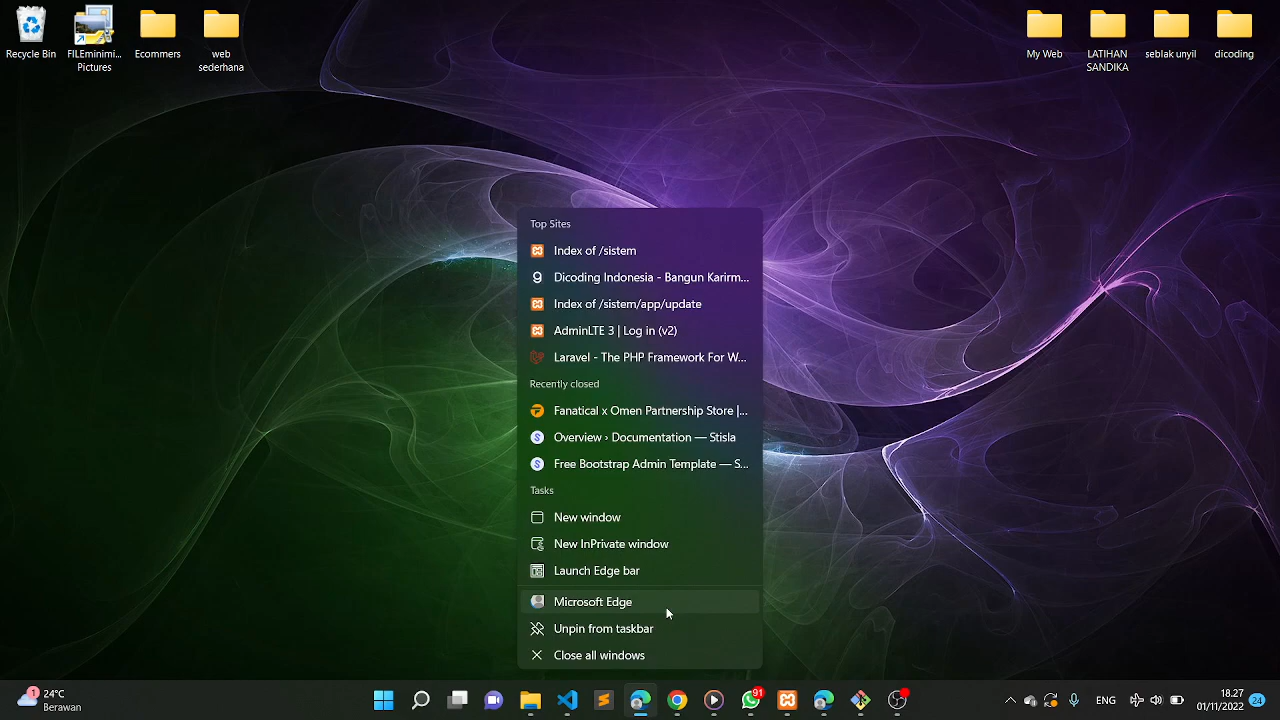 Recycle Bin
FILEminimi...
Pictures
Ecommers
web
sederhana
My Web
LATIHAN
SANDIKA
seblak unyil
dicoding
Top Sites
Index of /sistem
Dicoding Indonesia - Bangun Karirm...
Index of /sistem/app/update
AdminLTE 3 | Log in (v2)
Laravel - The PHP Framework For W...
Recently closed
Fanatical x Omen Partnership Store |...
Overview › Documentation — Stisla
Free Bootstrap Admin Template — S...
Tasks
New window
New InPrivate window
Launch Edge bar
Microsoft Edge
Unpin from taskbar
Close all windows
1
24°C
Berawan
91
ENG
18.27
01/11/2022
24